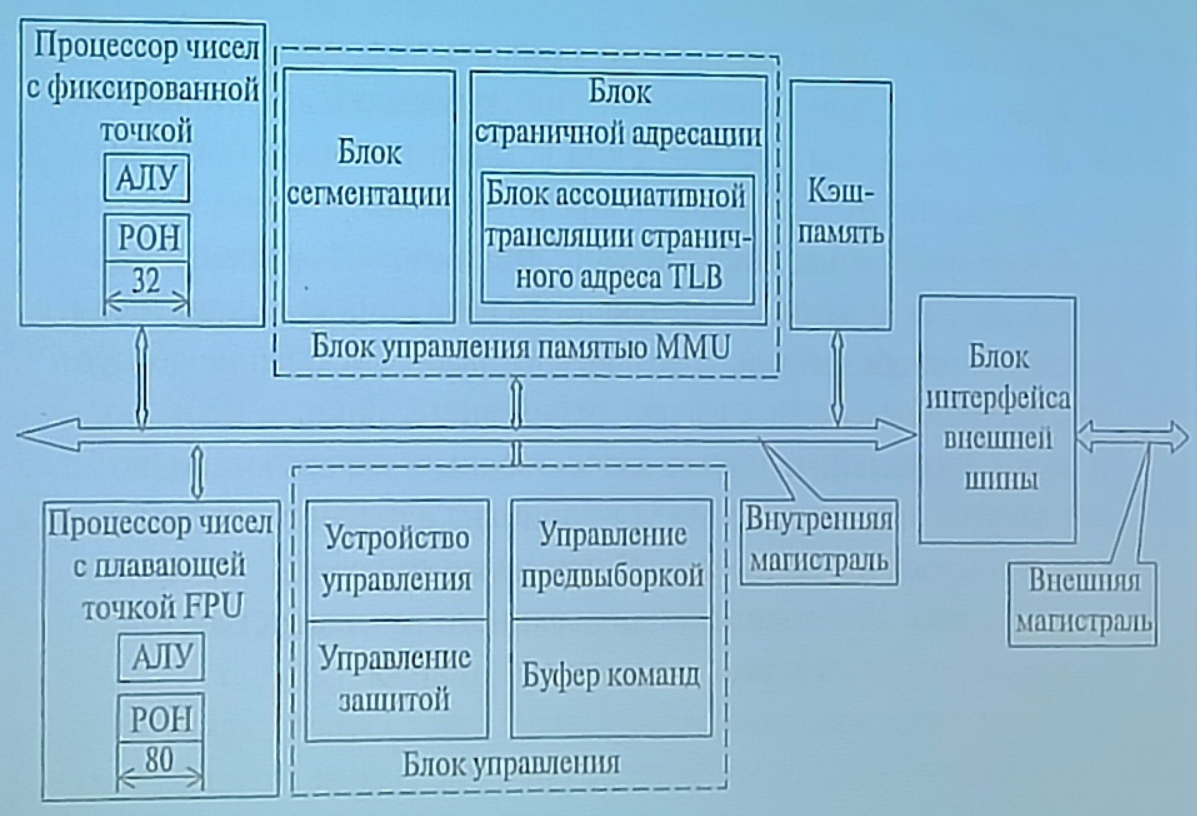 Процессор чисел
с фиксированной
точкой
АЛУ
РОН
32
Блок
сегментации
Блок
страничной адресации
Блок ассоциативной
трансляции странич-
ного адреса TLB
Блок управления памятью MMU
Кэш-
память
Блок
интерфейса
внешней
шины
Процессор чисел
с плавающей
точкой FPU
АЛУ
РОН
80
Устройство
управления
Управление
защитой
Управление
предвыборкой
Буфер команд
Блок управления
Внутренняя
магистраль
Внешняя
магистраль